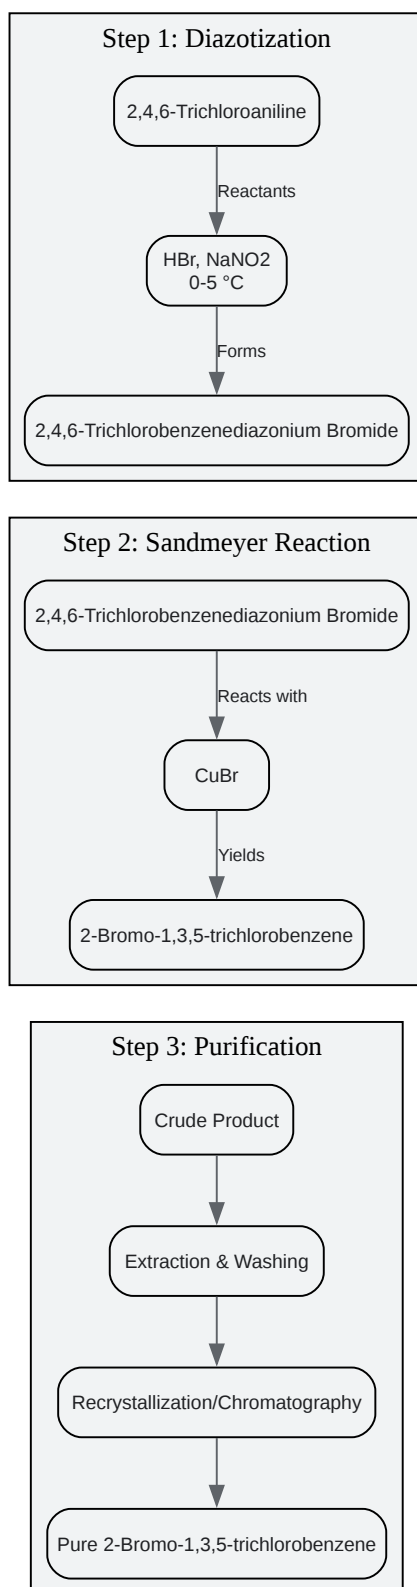 Step 1: Diazotization
2,4,6-Trichloroaniline
Reactants
HBr, NaNO2
0-5 °C
Forms
2,4,6-Trichlorobenzenediazonium Bromide
Step 2: Sandmeyer Reaction
2,4,6-Trichlorobenzenediazonium Bromide
Reacts with
CuBr
Yields
2-Bromo-1,3,5-trichlorobenzene
Step 3: Purification
Crude Product
Extraction & Washing
Recrystallization/Chromatography
Pure 2-Bromo-1,3,5-trichlorobenzene